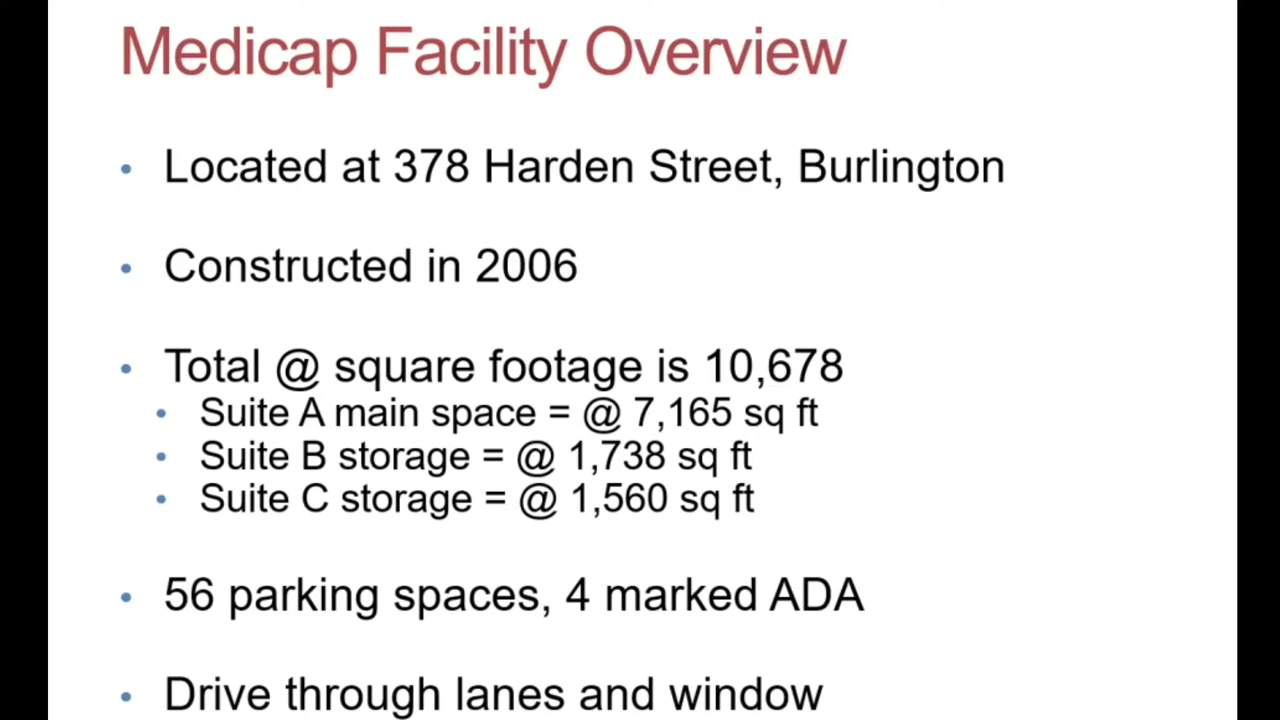 Medicap Facility Overview
• Located at 378 Harden Street, Burlington
• Constructed in 2006
• Total @ square footage is 10,678
• Suite A main space = @ 7,165 sq ft
• Suite B storage = @ 1,738 sq ft
• Suite C storage = @ 1,560 sq ft
• 56 parking spaces, 4 marked ADA
• Drive through lanes and window